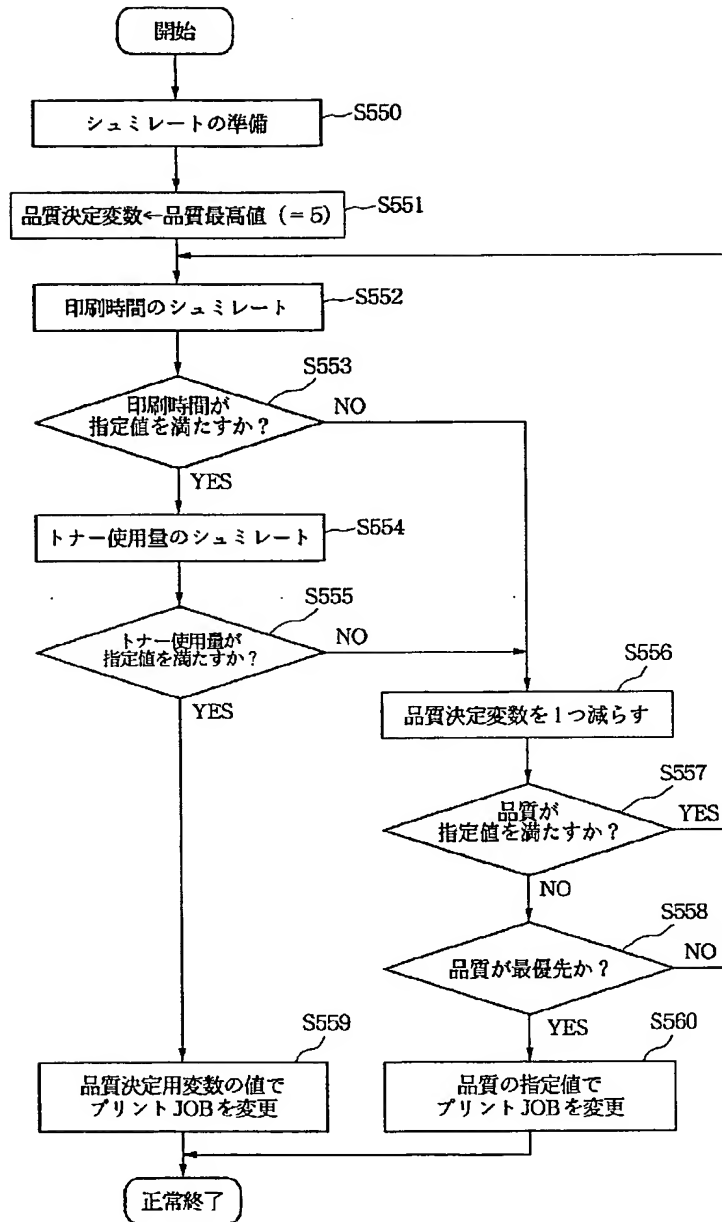 開始
シュミレートの準備
S550
品質決定変数←品質最高値 (=5)
S551
印刷時間のシュミレート
S552
S553
印刷時間が
指定値を満たすか？
NO
YES
トナー使用量のシュミレート
S554
S555
トナー使用量が
指定値を満たすか？
NO
YES
S556
品質決定変数を1つ減らす
S557
品質が
指定値を満たすか？
YES
NO
S558
品質が最優先か？
NO
YES
S559
品質決定用変数の値で
プリントJOBを変更
S560
品質の指定値で
プリントJOBを変更
正常終了